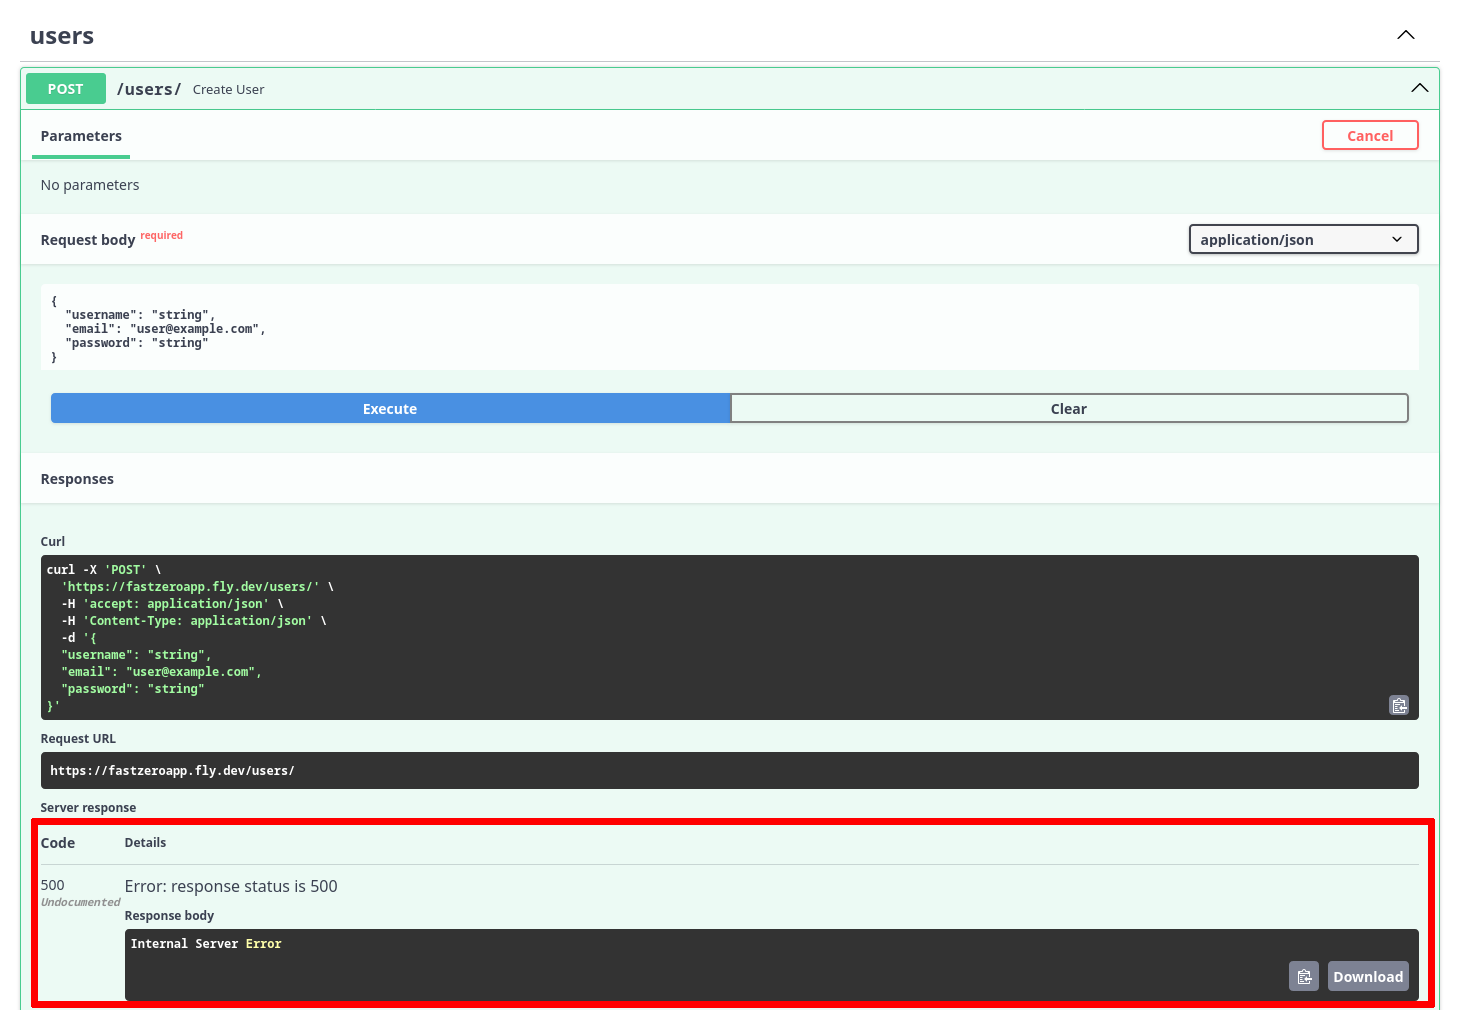 users
POST /users/ Create User
Parameters
Cancel
No parameters
Request body required
application/json
{
  "username": "string",
  "email": "user@example.com",
  "password": "string"
}
Execute
Clear
Responses
Curl
curl -X 'POST' \
  'https://fastzeroapp.fly.dev/users/' \
  -H 'accept: application/json' \
  -H 'Content-Type: application/json' \
  -d '{
  "username": "string",
  "email": "user@example.com",
  "password": "string"
}'
Request URL
https://fastzeroapp.fly.dev/users/
Server response
Code Details
500 Error: response status is 500
Undocumented
Response body
Internal Server Error
Download